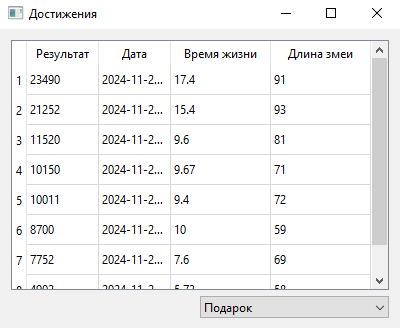 Достижения
Результат Дата Время жизни Длина змеи
1 23490 2024-11-2... 17.4 91
2 21252 2024-11-2... 15.4 93
3 11520 2024-11-2... 9.6 81
4 10150 2024-11-2... 9.67 71
5 10011 2024-11-2... 9.4 72
6 8700 2024-11-2... 10 59
7 7752 2024-11-2... 7.6 69
2024-11-2...
Подарок